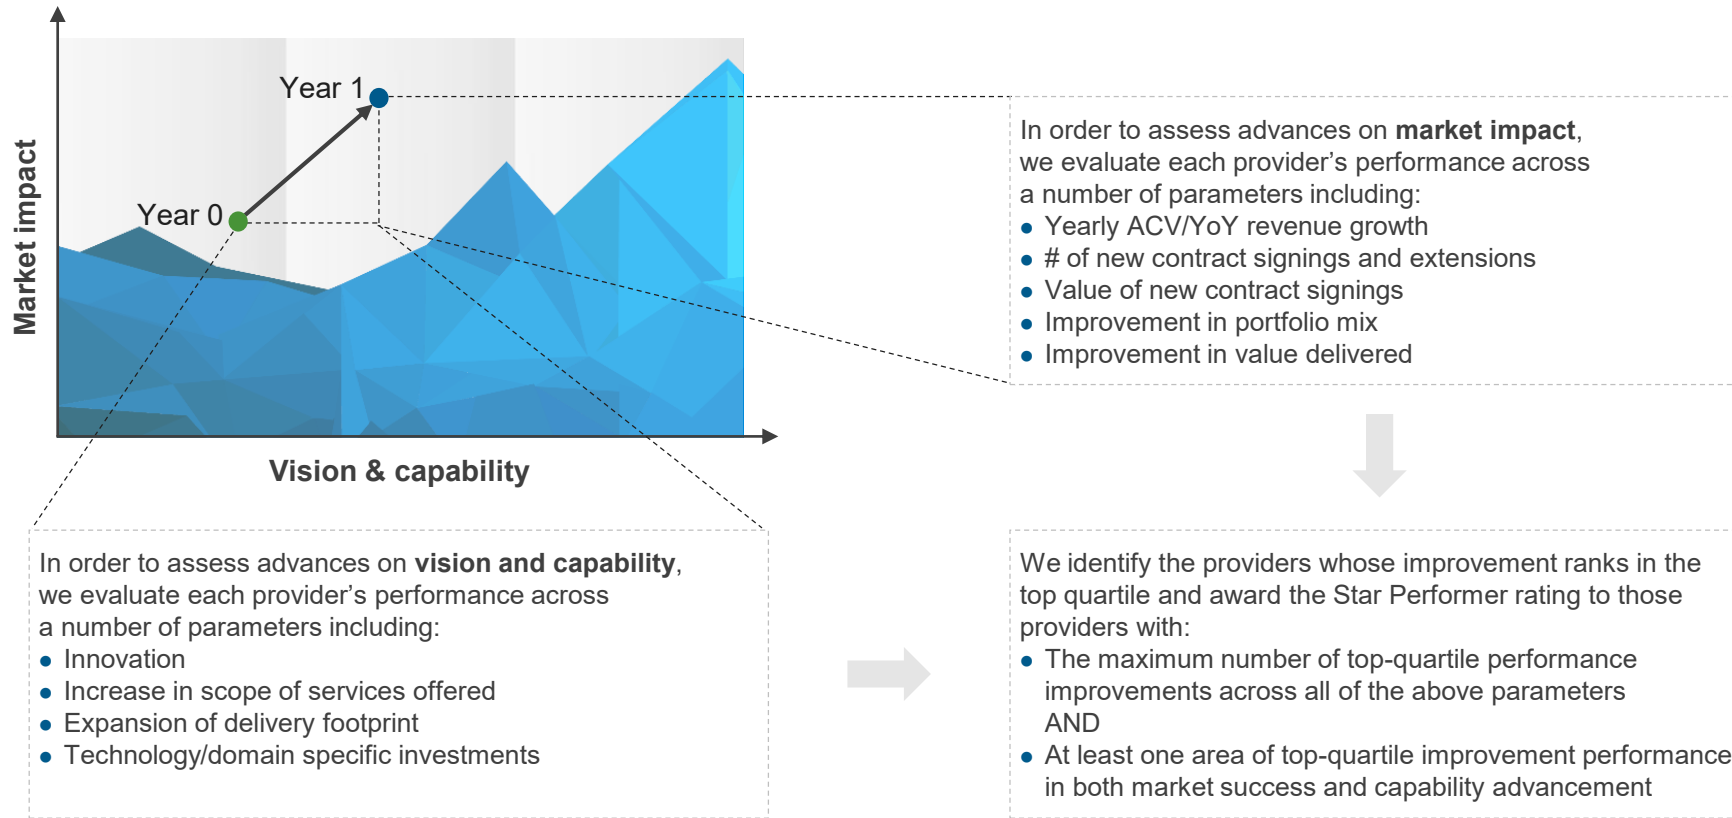 Market impact
Year 1
Year 0
Vision & capability
In order to assess advances on market impact,
we evaluate each provider’s performance across
a number of parameters including:
● Yearly ACV/YoY revenue growth
● # of new contract signings and extensions
● Value of new contract signings
● Improvement in portfolio mix
● Improvement in value delivered
In order to assess advances on vision and capability,
we evaluate each provider’s performance across
a number of parameters including:
● Innovation
● Increase in scope of services offered
● Expansion of delivery footprint
● Technology/domain specific investments
We identify the providers whose improvement ranks in the
top quartile and award the Star Performer rating to those
providers with:
● The maximum number of top-quartile performance
improvements across all of the above parameters
AND
● At least one area of top-quartile improvement performance
in both market success and capability advancement